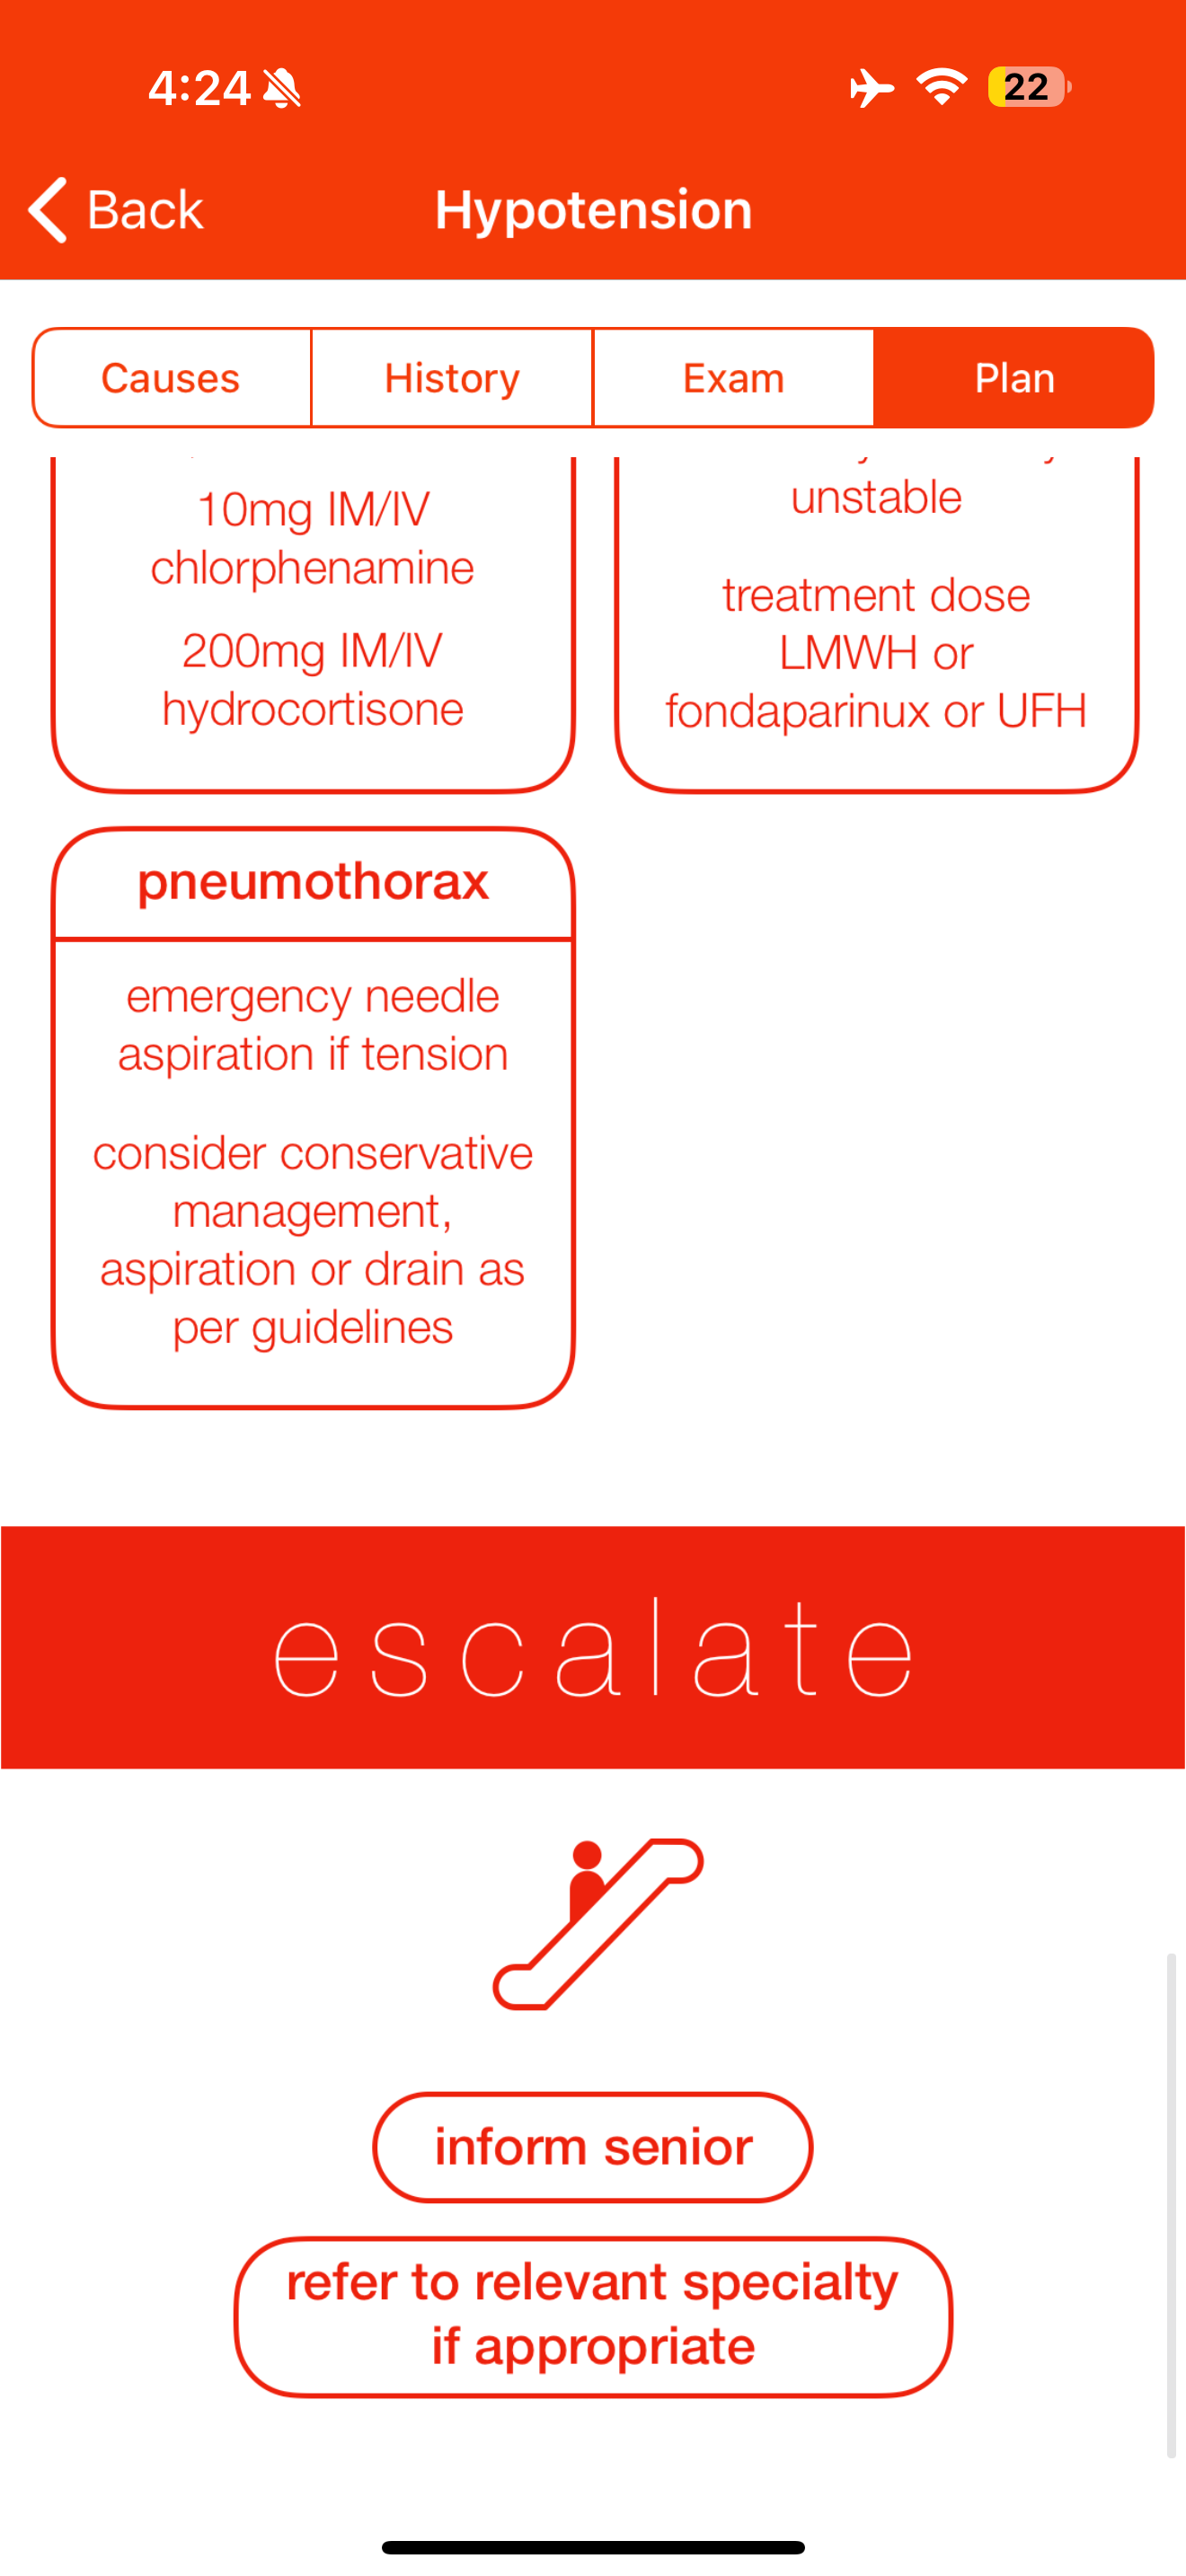 4:24
22
Back
Hypotension
Causes
History
Exam
Plan
10mg IM/IV
chlorphenamine
200mg IM/IV
hydrocortisone
unstable
treatment dose
LMWH or
fondaparinux or UFH
pneumothorax
emergency needle
aspiration if tension
consider conservative
management,
aspiration or drain as
per guidelines
escalate
inform senior
refer to relevant specialty
if appropriate